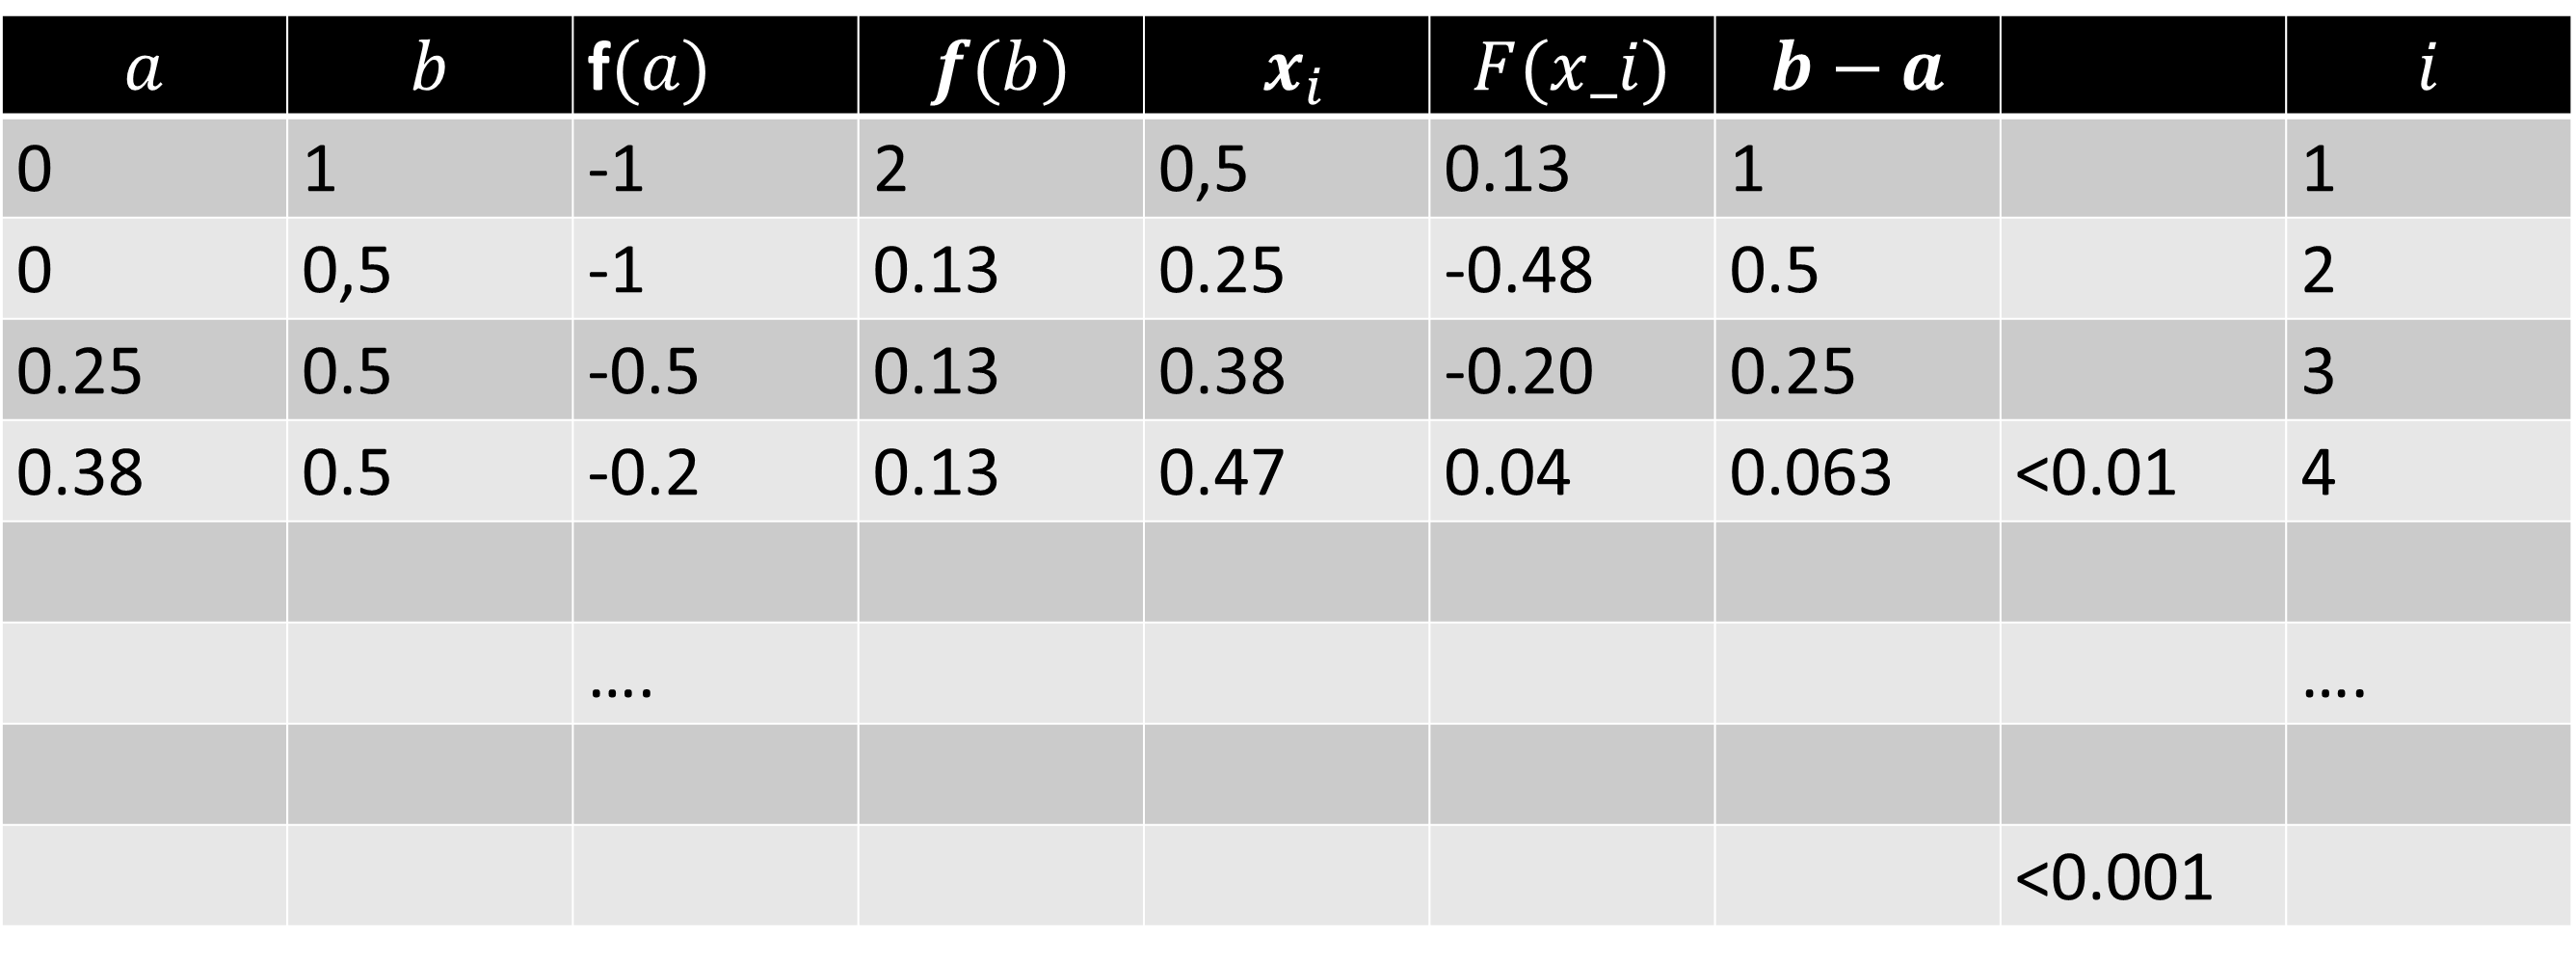 a b f(a) f(b) xᵢ F(x_i) b − a i
0 1 -1 2 0,5 0.13 1 1
0 0,5 -1 0.13 0.25 -0.48 0.5 2
0.25 0.5 -0.5 0.13 0.38 -0.20 0.25 3
0.38 0.5 -0.2 0.13 0.47 0.04 0.063 <0.01 4
.... ....
<0.001